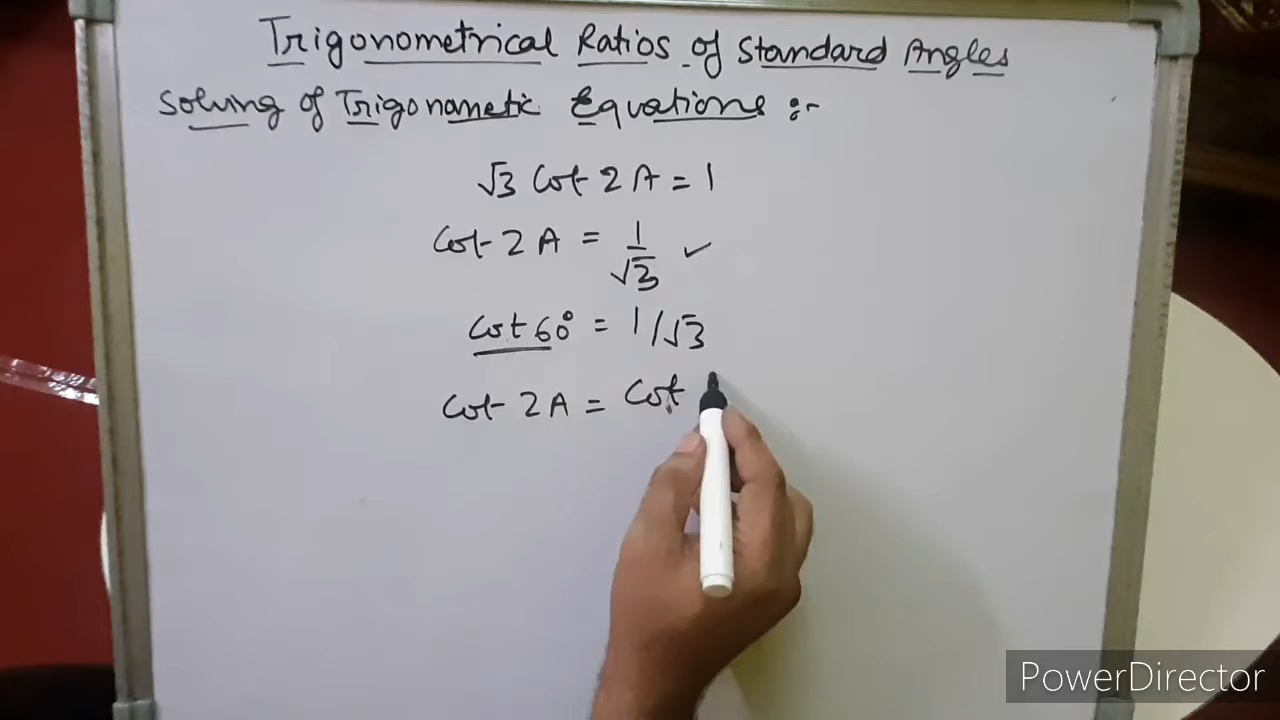 Trigonometrical Ratios of Standard Angles
Solving of Trigonametic Equations :-
√3 Cot 2A = 1
Cot 2A = 1/√3 ✓
Cot 60° = 1/√3
Cot 2A = Cot
PowerDirector